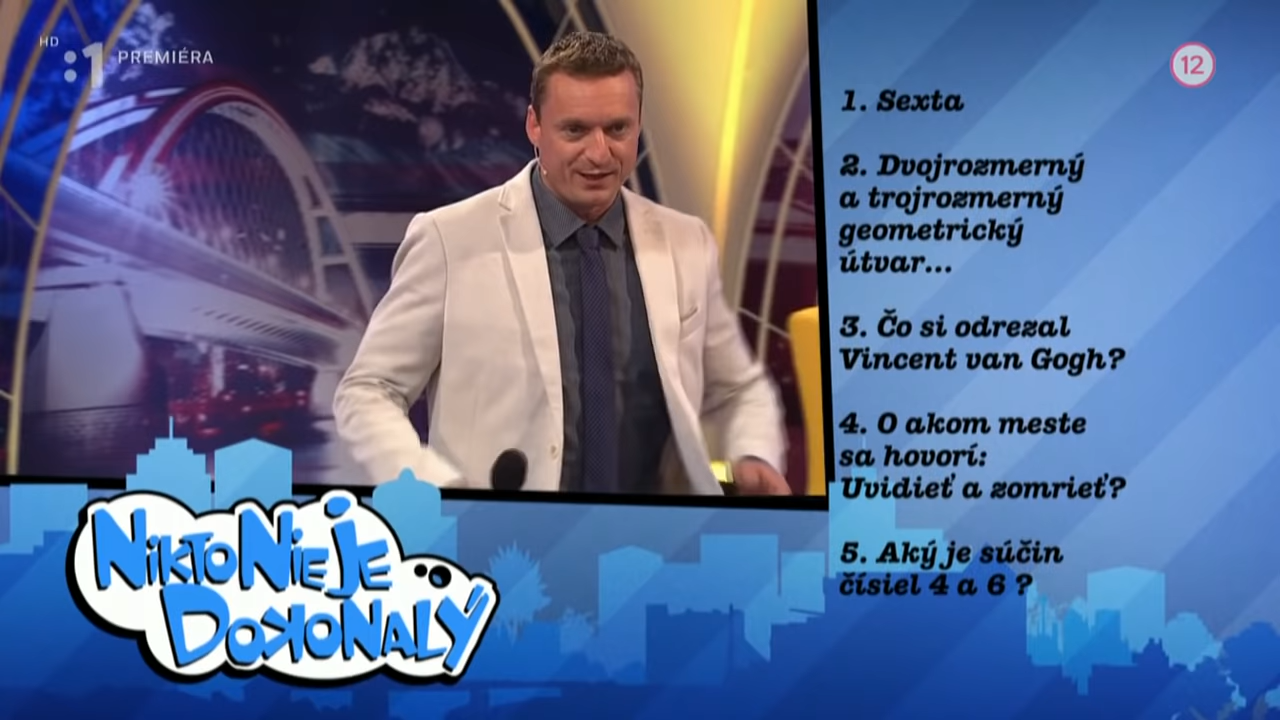 HD
:1 PREMIÉRA
12
1. Sexta
2. Dvojrozmerný
a trojrozmerný
geometrický
útvar...
3. Čo si odrezal
Vincent van Gogh?
4. O akom meste
sa hovorí:
Uvidieť a zomrieť?
5. Aký je súčin
čísiel 4 a 6 ?
NIKTO NIE JE
DOKONALÝ